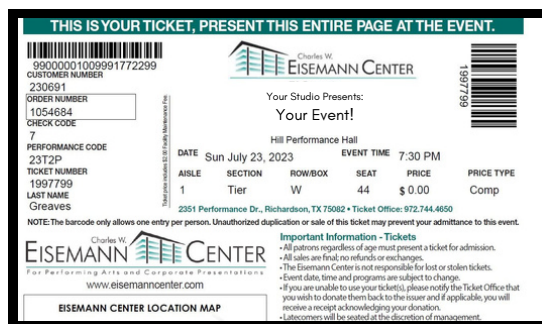 THIS IS YOUR TICKET, PRESENT THIS ENTIRE PAGE AT THE EVENT.
99000001009991772299
CUSTOMER NUMBER
230691
ORDER NUMBER
1054684
CHECK CODE
7
PERFORMANCE CODE
23T2P
TICKET NUMBER
1997799
LAST NAME
Greaves
Ticket price includes $2.00 Facility Maintenance Fee.
Charles W.
EISEMANN CENTER
Your Studio Presents:
Your Event!
Hill Performance Hall
DATE Sun July 23, 2023 EVENT TIME 7:30 PM
AISLE SECTION ROW/BOX SEAT PRICE PRICE TYPE
1 Tier W 44 $ 0.00 Comp
2351 Performance Dr., Richardson, TX 75082 • Ticket Office: 972.744.4650
1997799
NOTE: The barcode only allows one entry per person. Unauthorized duplication or sale of this ticket may prevent your admittance to this event.
Charles W.
EISEMANN CENTER
For Performing Arts and Corporate Presentations
www.eisemanncenter.com
EISEMANN CENTER LOCATION MAP
Important Information - Tickets
• All patrons regardless of age must present a ticket for admission.
• All sales are final; no refunds or exchanges.
• The Eisemann Center is not responsible for lost or stolen tickets.
• Event date, time and programs are subject to change.
• If you are unable to use your ticket(s), please notify the Ticket Office that
you wish to donate them back to the issuer and if applicable, you will
receive a receipt acknowledging your donation.
• Latecomers will be seated at the discretion of management.